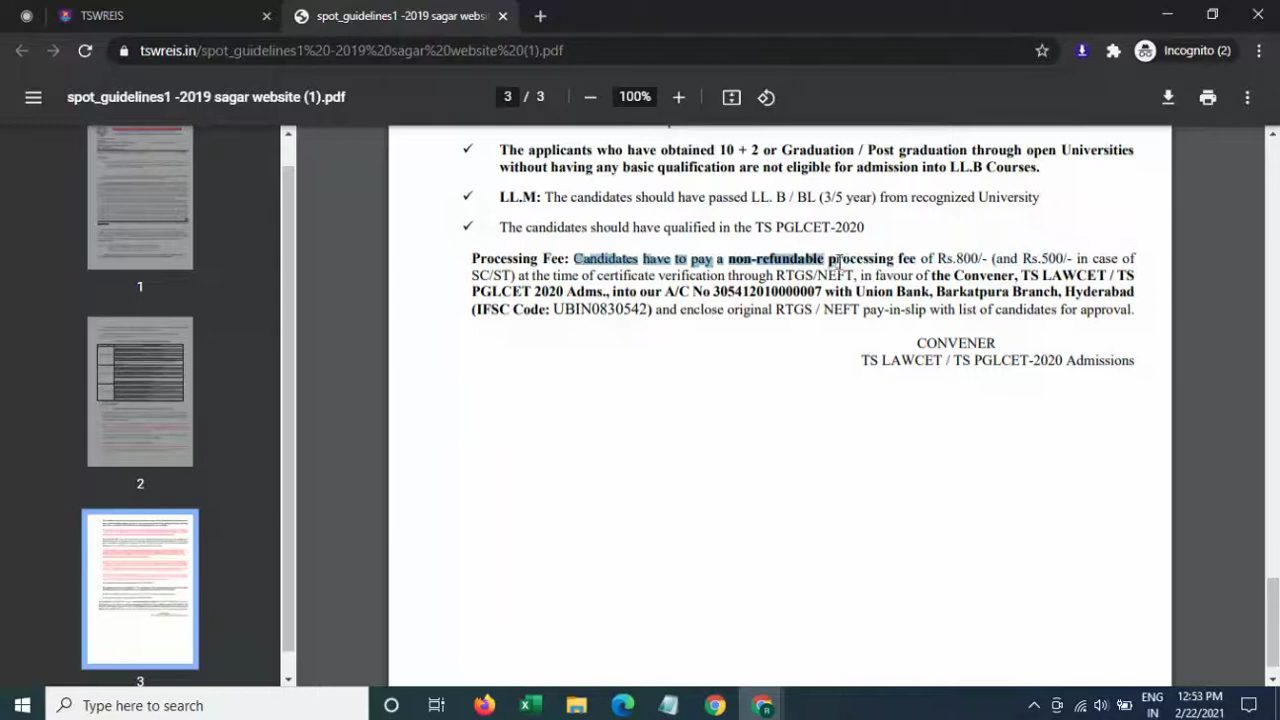 TSWREIS
spot_guidelines1 -2019 sagar webs
tswreis.in/spot_guidelines1%20-2019%20sagar%20website%20(1).pdf
Incognito (2)
spot_guidelines1 -2019 sagar website (1).pdf
3 / 3
100%
1
2
3
✓ The applicants who have obtained 10 + 2 or Graduation / Post graduation through open Universities
without having any basic qualification are not eligible for admission into LL.B Courses.
✓ LL.M: The candidates should have passed LL. B / BL (3/5 year) from recognized University
✓ The candidates should have qualified in the TS PGLCET-2020
Processing Fee: Candidates have to pay a non-refundable processing fee of Rs.800/- (and Rs.500/- in case of
SC/ST) at the time of certificate verification through RTGS/NEFT, in favour of the Convener, TS LAWCET / TS
PGLCET 2020 Adms., into our A/C No 305412010000007 with Union Bank, Barkatpura Branch, Hyderabad
(IFSC Code: UBIN0830542) and enclose original RTGS / NEFT pay-in-slip with list of candidates for approval.
CONVENER
TS LAWCET / TS PGLCET-2020 Admissions
Type here to search
ENG
IN
12:53 PM
2/22/2021